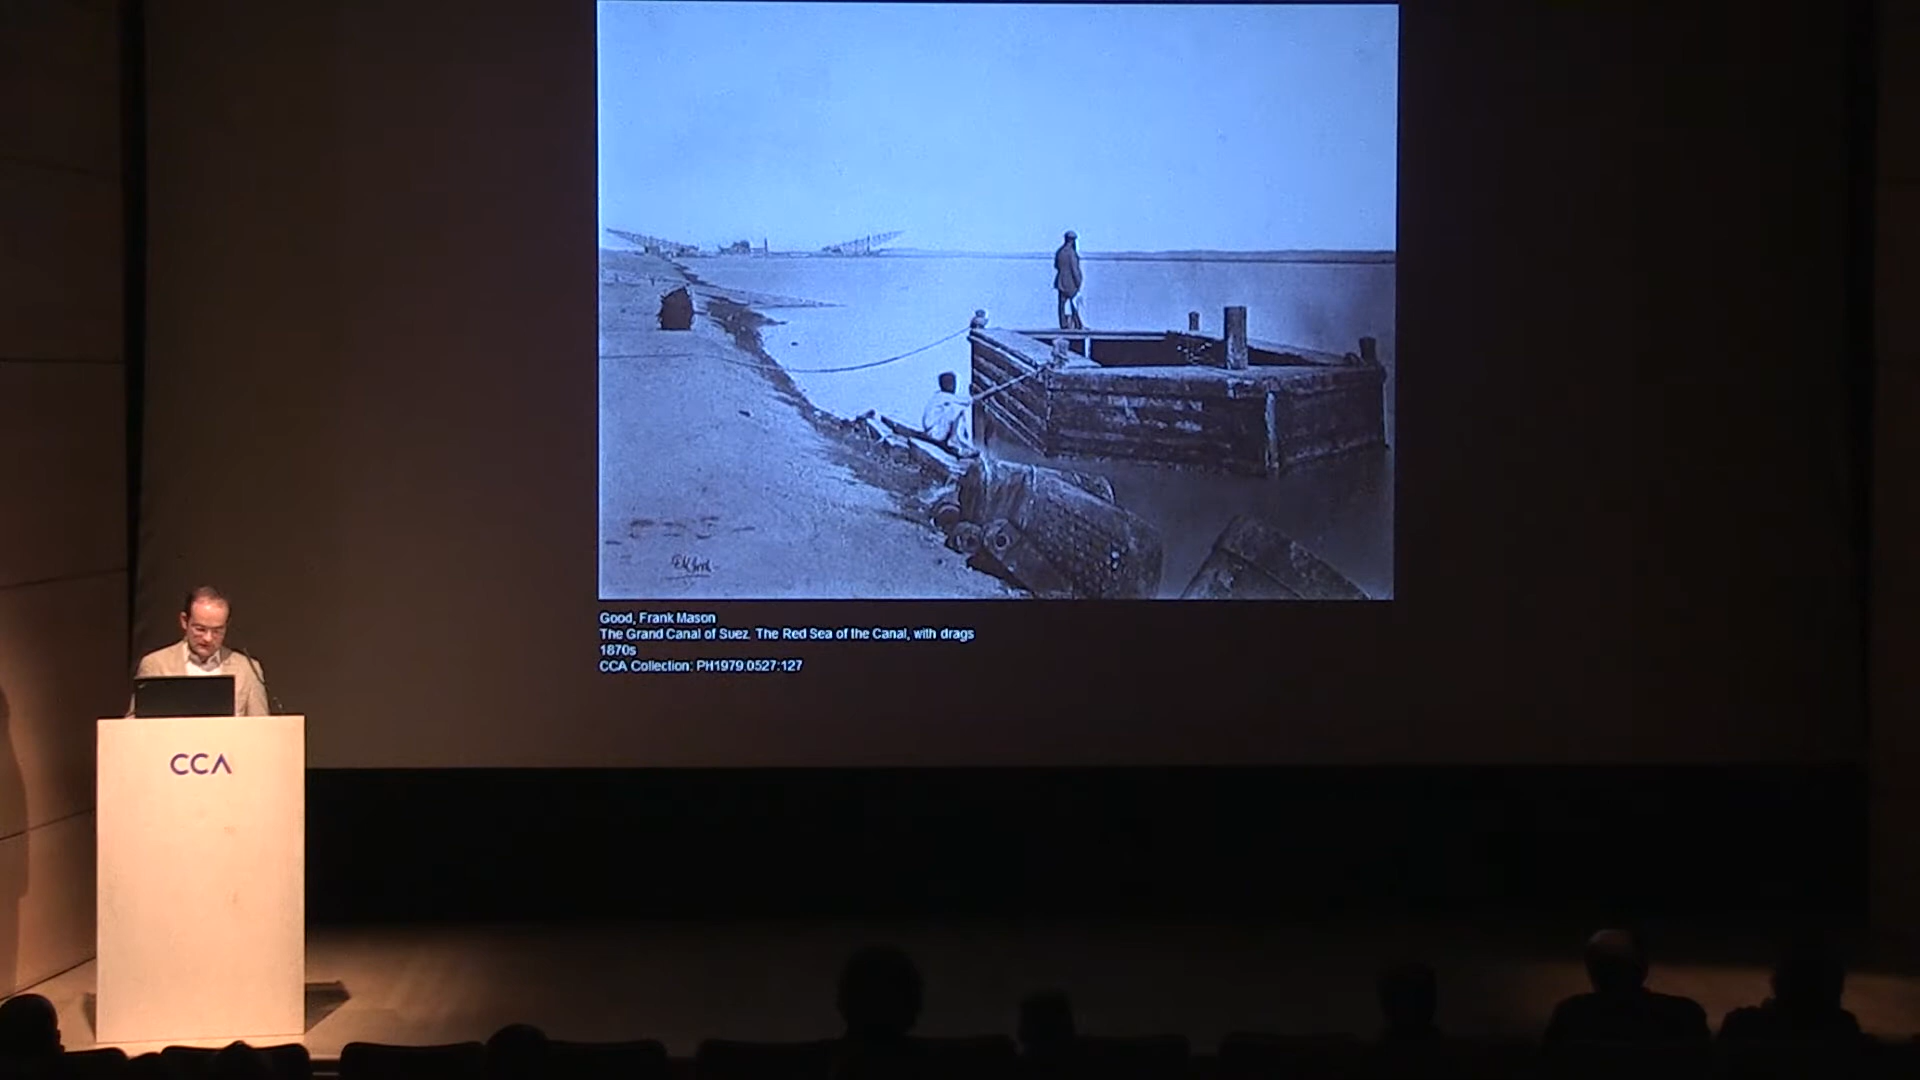 Good, Frank Mason
The Grand Canal of Suez. The Red Sea of the Canal, with drags
1870s
CCA Collection: PH1979.0527:127
CCA